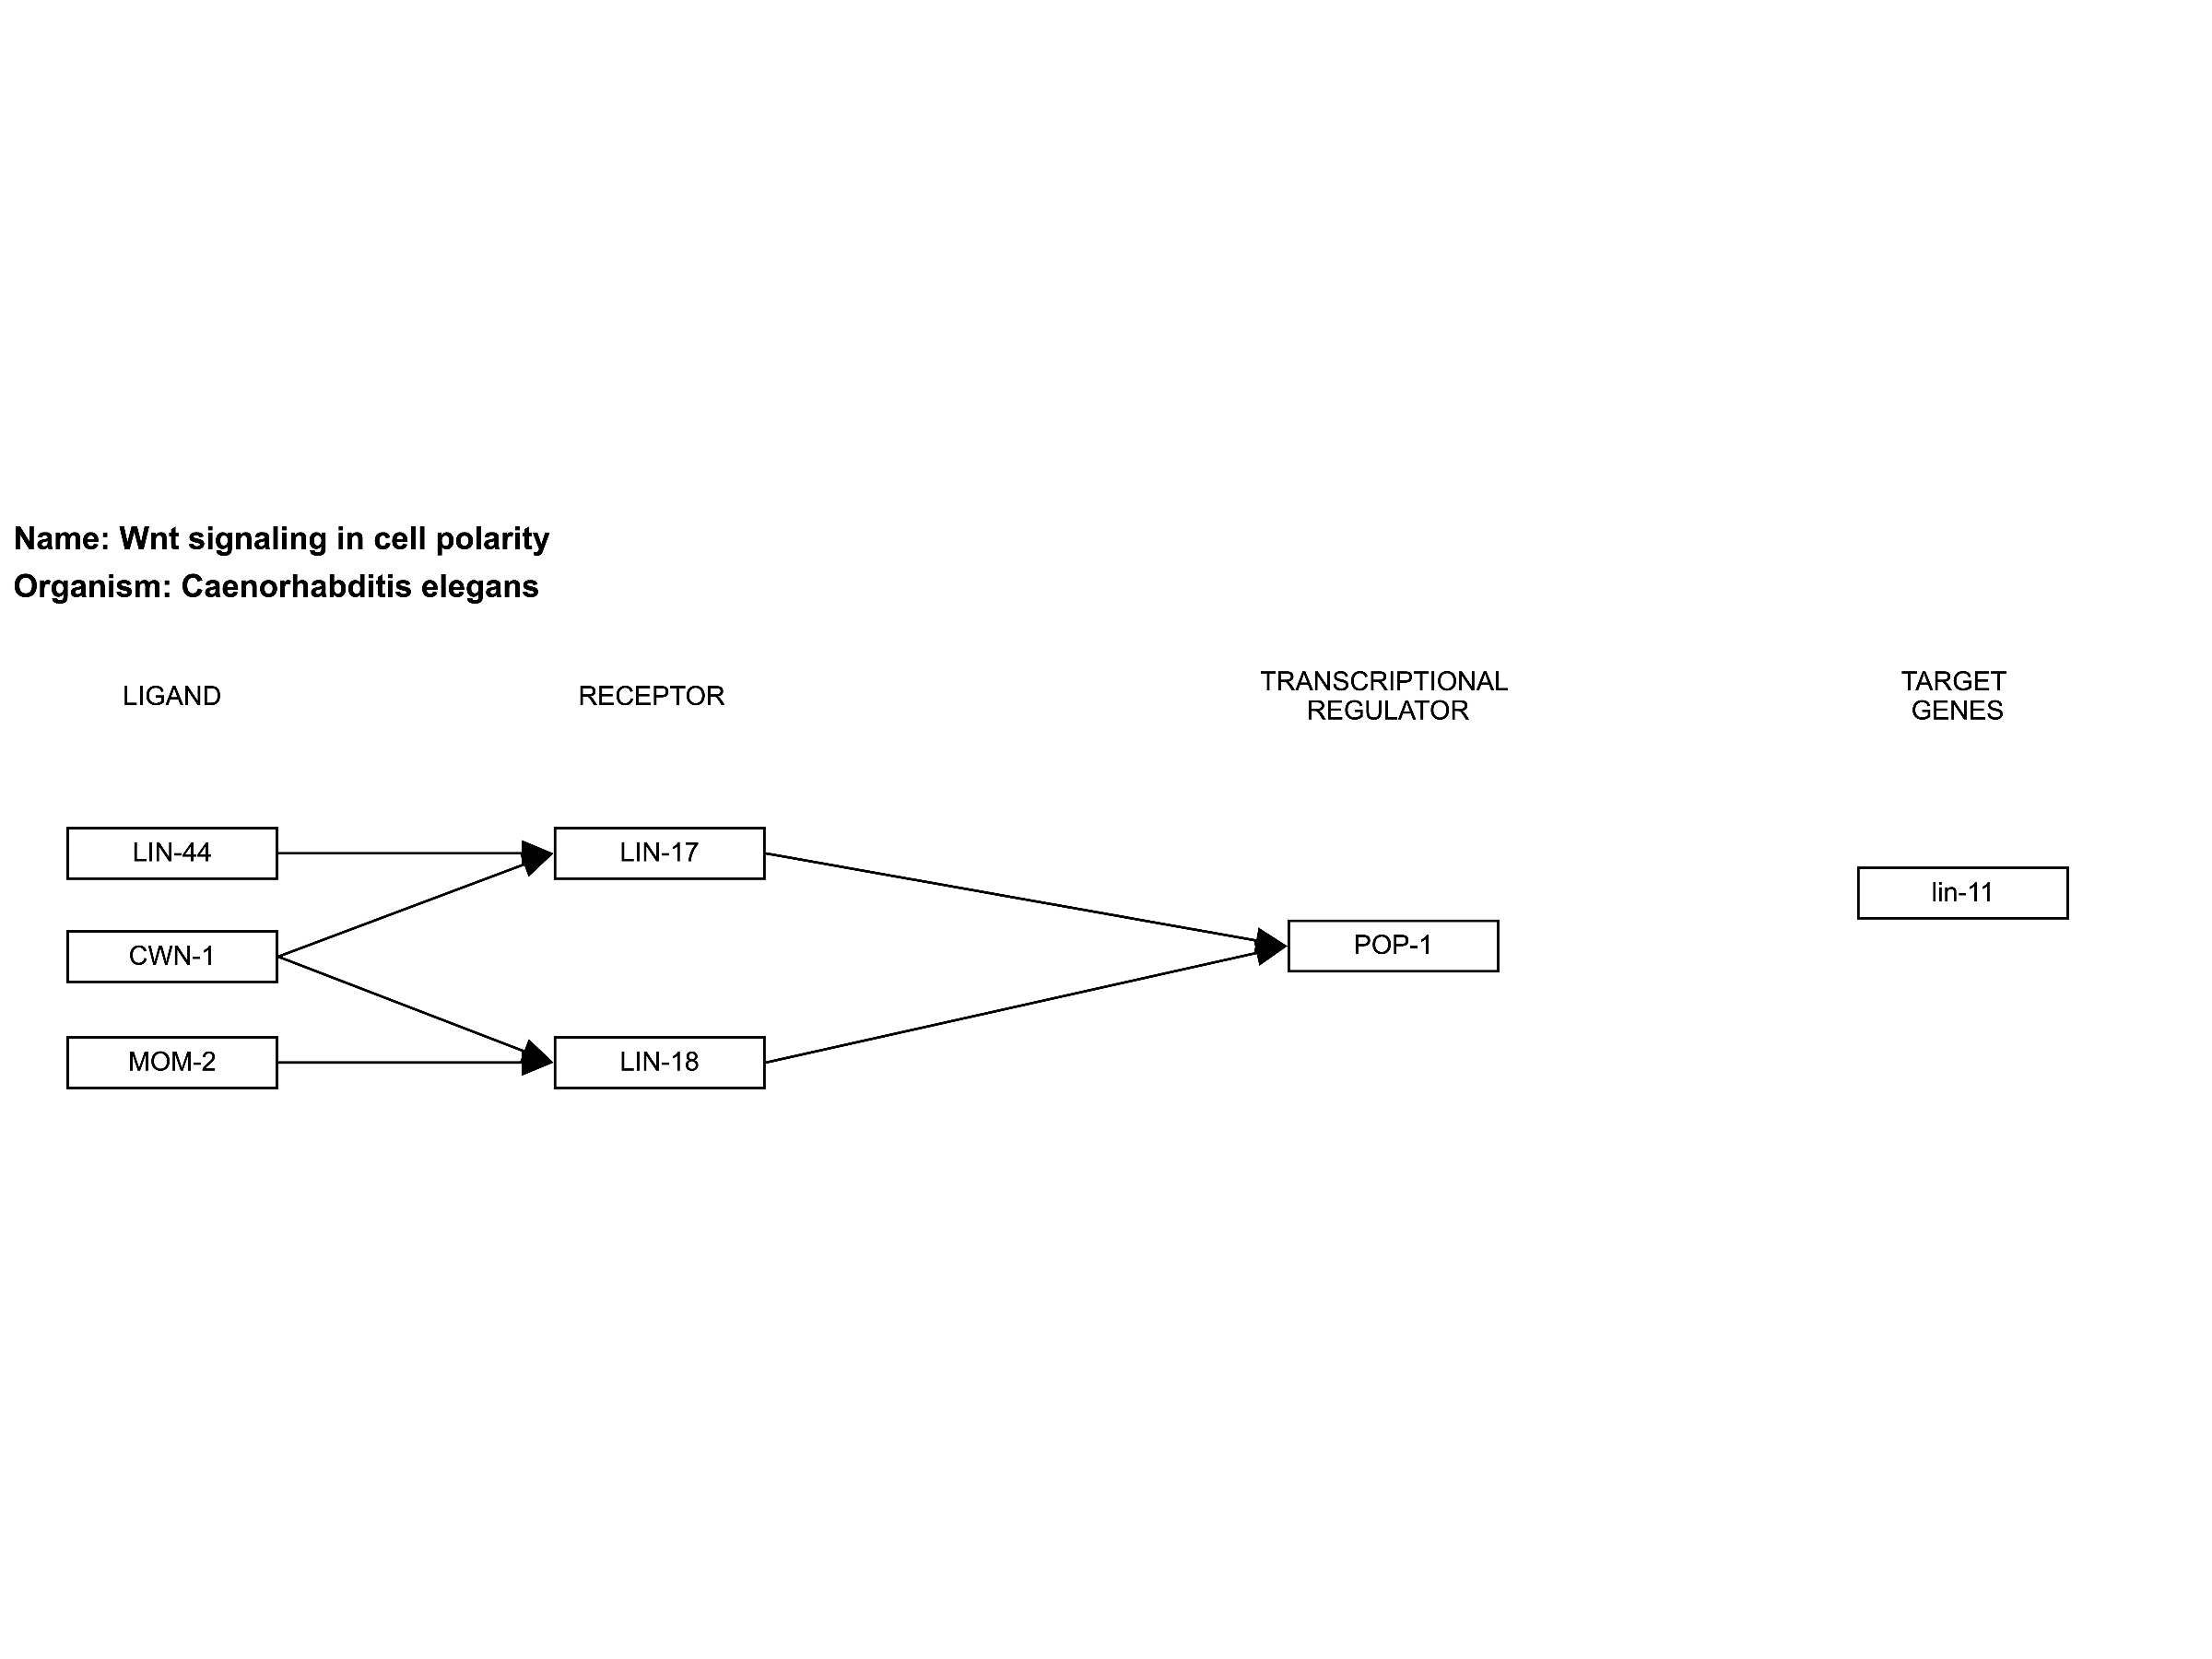 Name: Wnt signaling in cell polarity
Organism: Caenorhabditis elegans
LIGAND
RECEPTOR
TRANSCRIPTIONAL
REGULATOR
TARGET
GENES
LIN-44
LIN-17
lin-11
CWN-1
POP-1
MOM-2
LIN-18